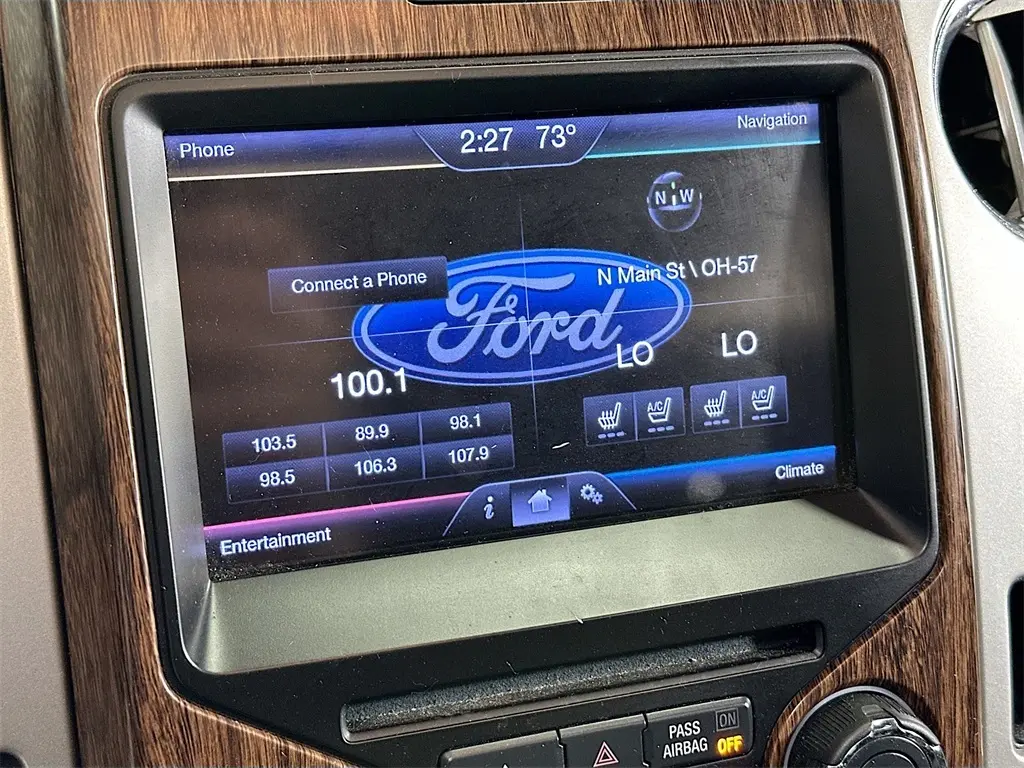 Phone
2:27 73°
Navigation
N W
Connect a Phone
N Main St \ OH-57
Ford
100.1
LO LO
103.5 89.9 98.1
98.5 106.3 107.9
A/C A/C
Entertainment
i
Climate
PASS AIRBAG ON
OFF